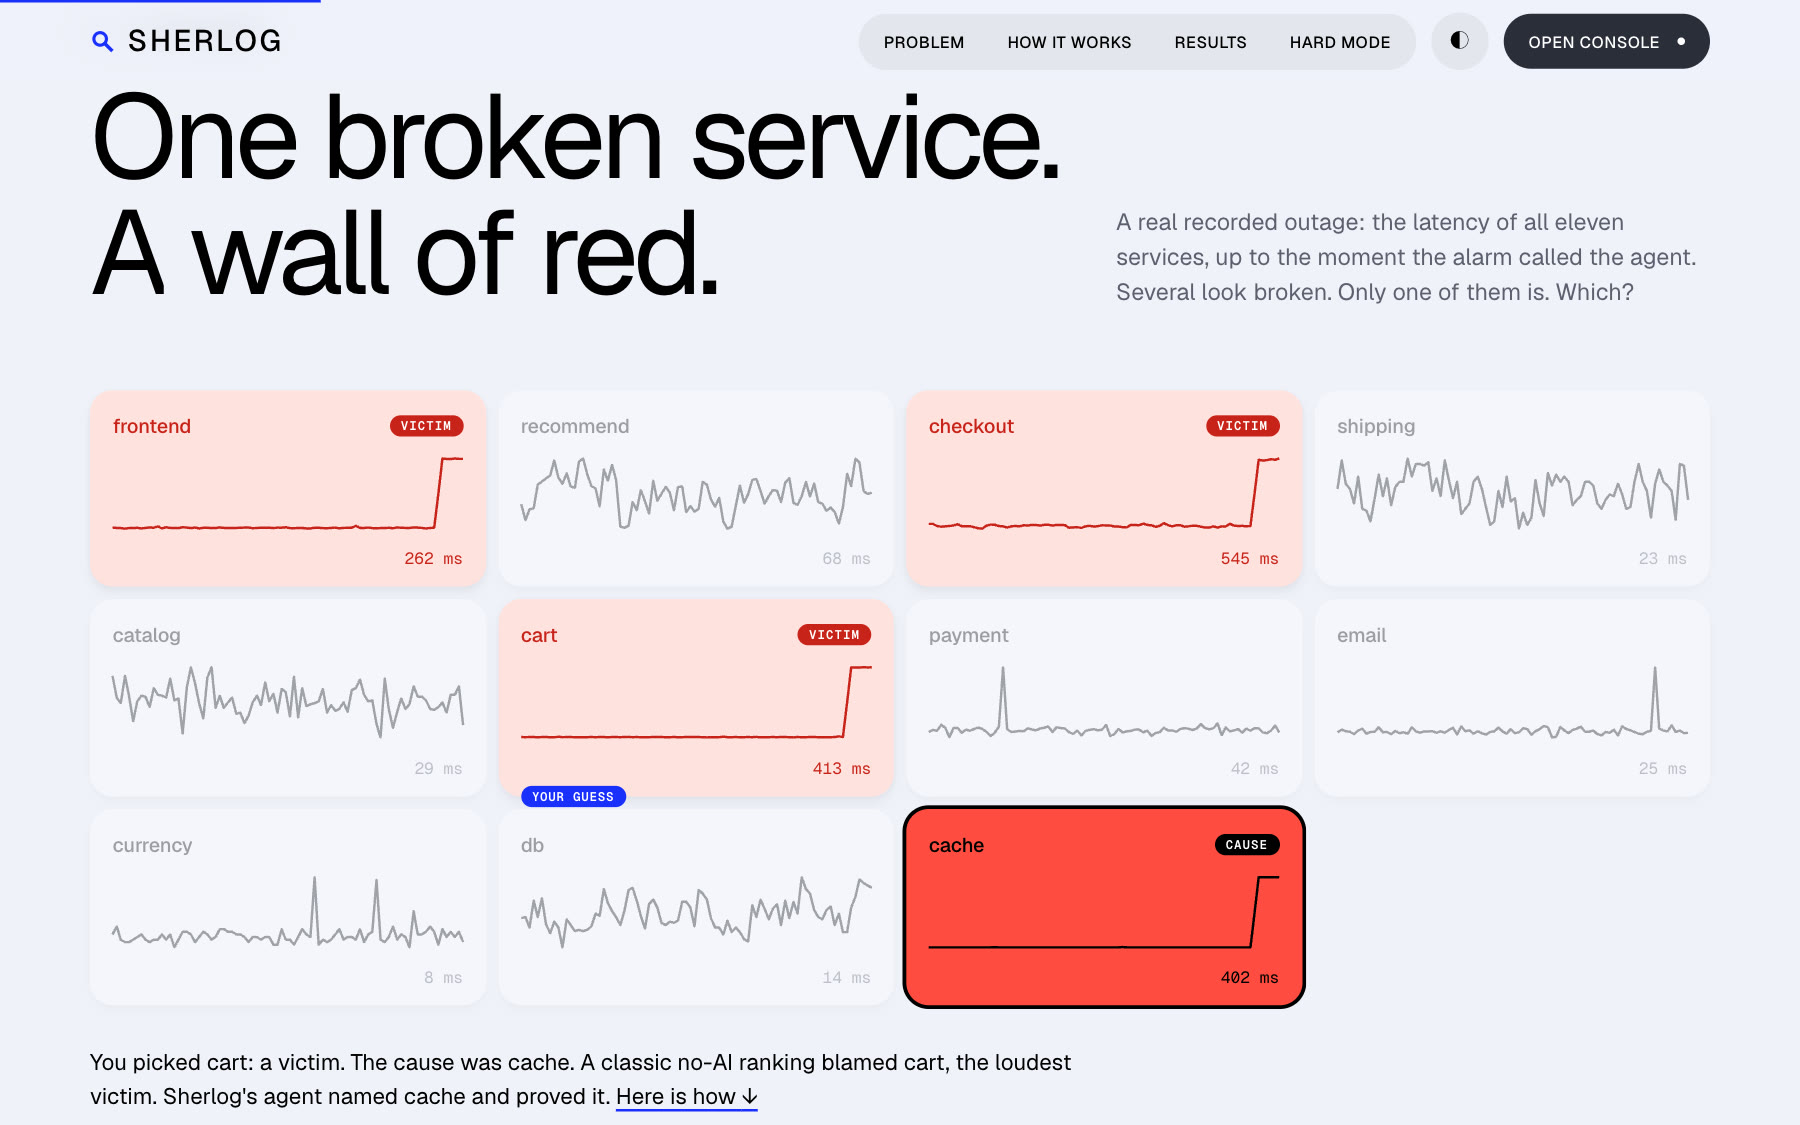 SHERLOG
PROBLEM
HOW IT WORKS
RESULTS
HARD MODE
OPEN CONSOLE
One broken service.
A wall of red.
A real recorded outage: the latency of all eleven
services, up to the moment the alarm called the agent.
Several look broken. Only one of them is. Which?
frontend
VICTIM
262 ms
recommend
68 ms
checkout
VICTIM
545 ms
shipping
23 ms
catalog
29 ms
cart
VICTIM
413 ms
YOUR GUESS
payment
42 ms
email
25 ms
currency
8 ms
db
14 ms
cache
CAUSE
402 ms
You picked cart: a victim. The cause was cache. A classic no-AI ranking blamed cart, the loudest
victim. Sherlog's agent named cache and proved it. Here is how ↓